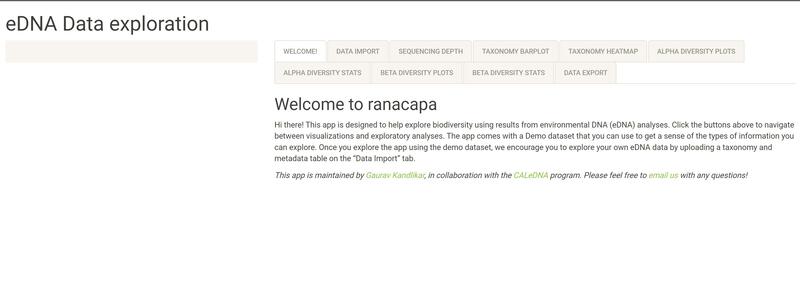 eDNA Data exploration
WELCOME! DATA IMPORT SEQUENCING DEPTH TAXONOMY BARPLOT TAXONOMY HEATMAP ALPHA DIVERSITY PLOTS
ALPHA DIVERSITY STATS BETA DIVERSITY PLOTS BETA DIVERSITY STATS DATA EXPORT
Welcome to ranacapa
Hi there! This app is designed to help explore biodiversity using results from environmental DNA (eDNA) analyses. Click the buttons above to navigate
between visualizations and exploratory analyses. The app comes with a Demo dataset that you can use to get a sense of the types of information you
can explore. Once you explore the app using the demo dataset, we encourage you to explore your own eDNA data by uploading a taxonomy and
metadata table on the “Data Import” tab.
This app is maintained by Gaurav Kandlikar, in collaboration with the CALeDNA program. Please feel free to email us with any questions!